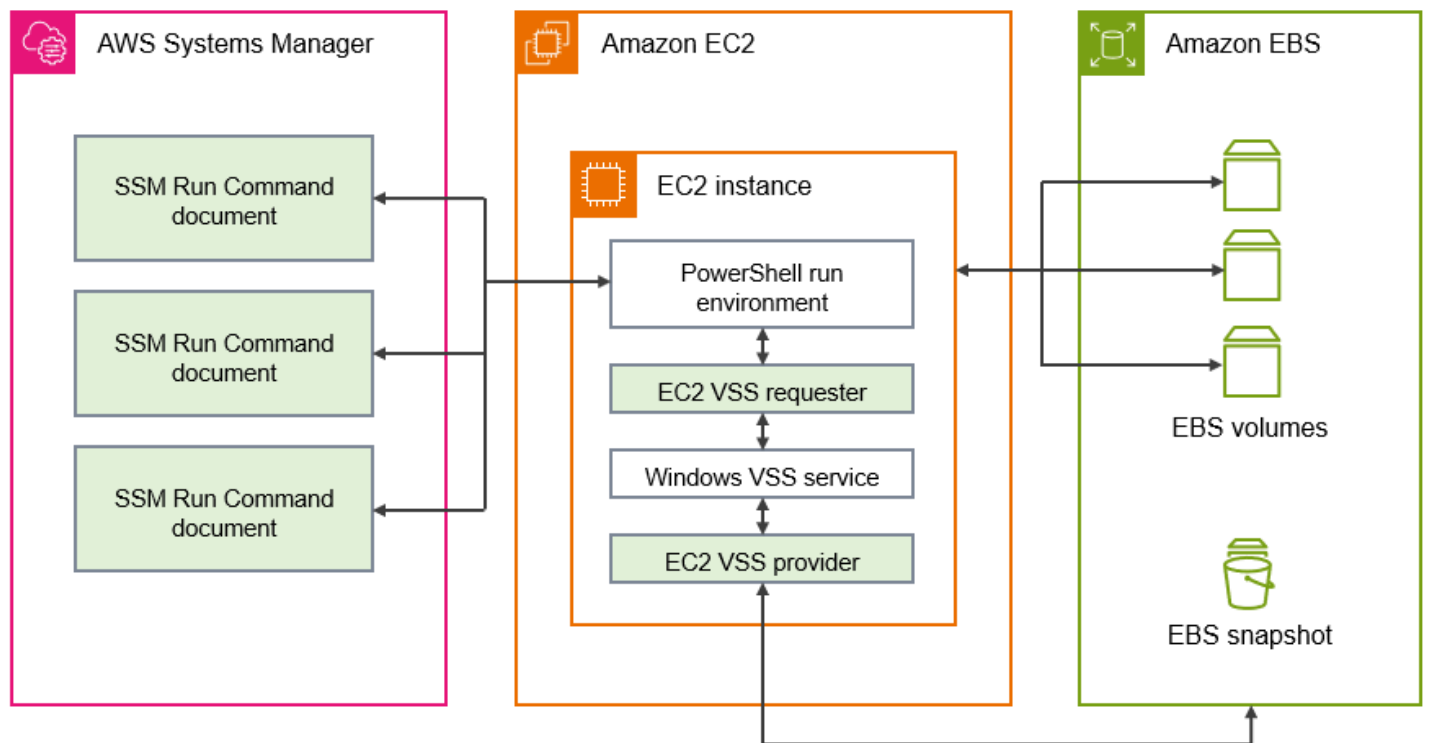 AWS Systems Manager
SSM Run Command
document
SSM Run Command
document
SSM Run Command
document
Amazon EC2
EC2 instance
PowerShell run
environment
EC2 VSS requester
Windows VSS service
EC2 VSS provider
Amazon EBS
EBS volumes
EBS snapshot